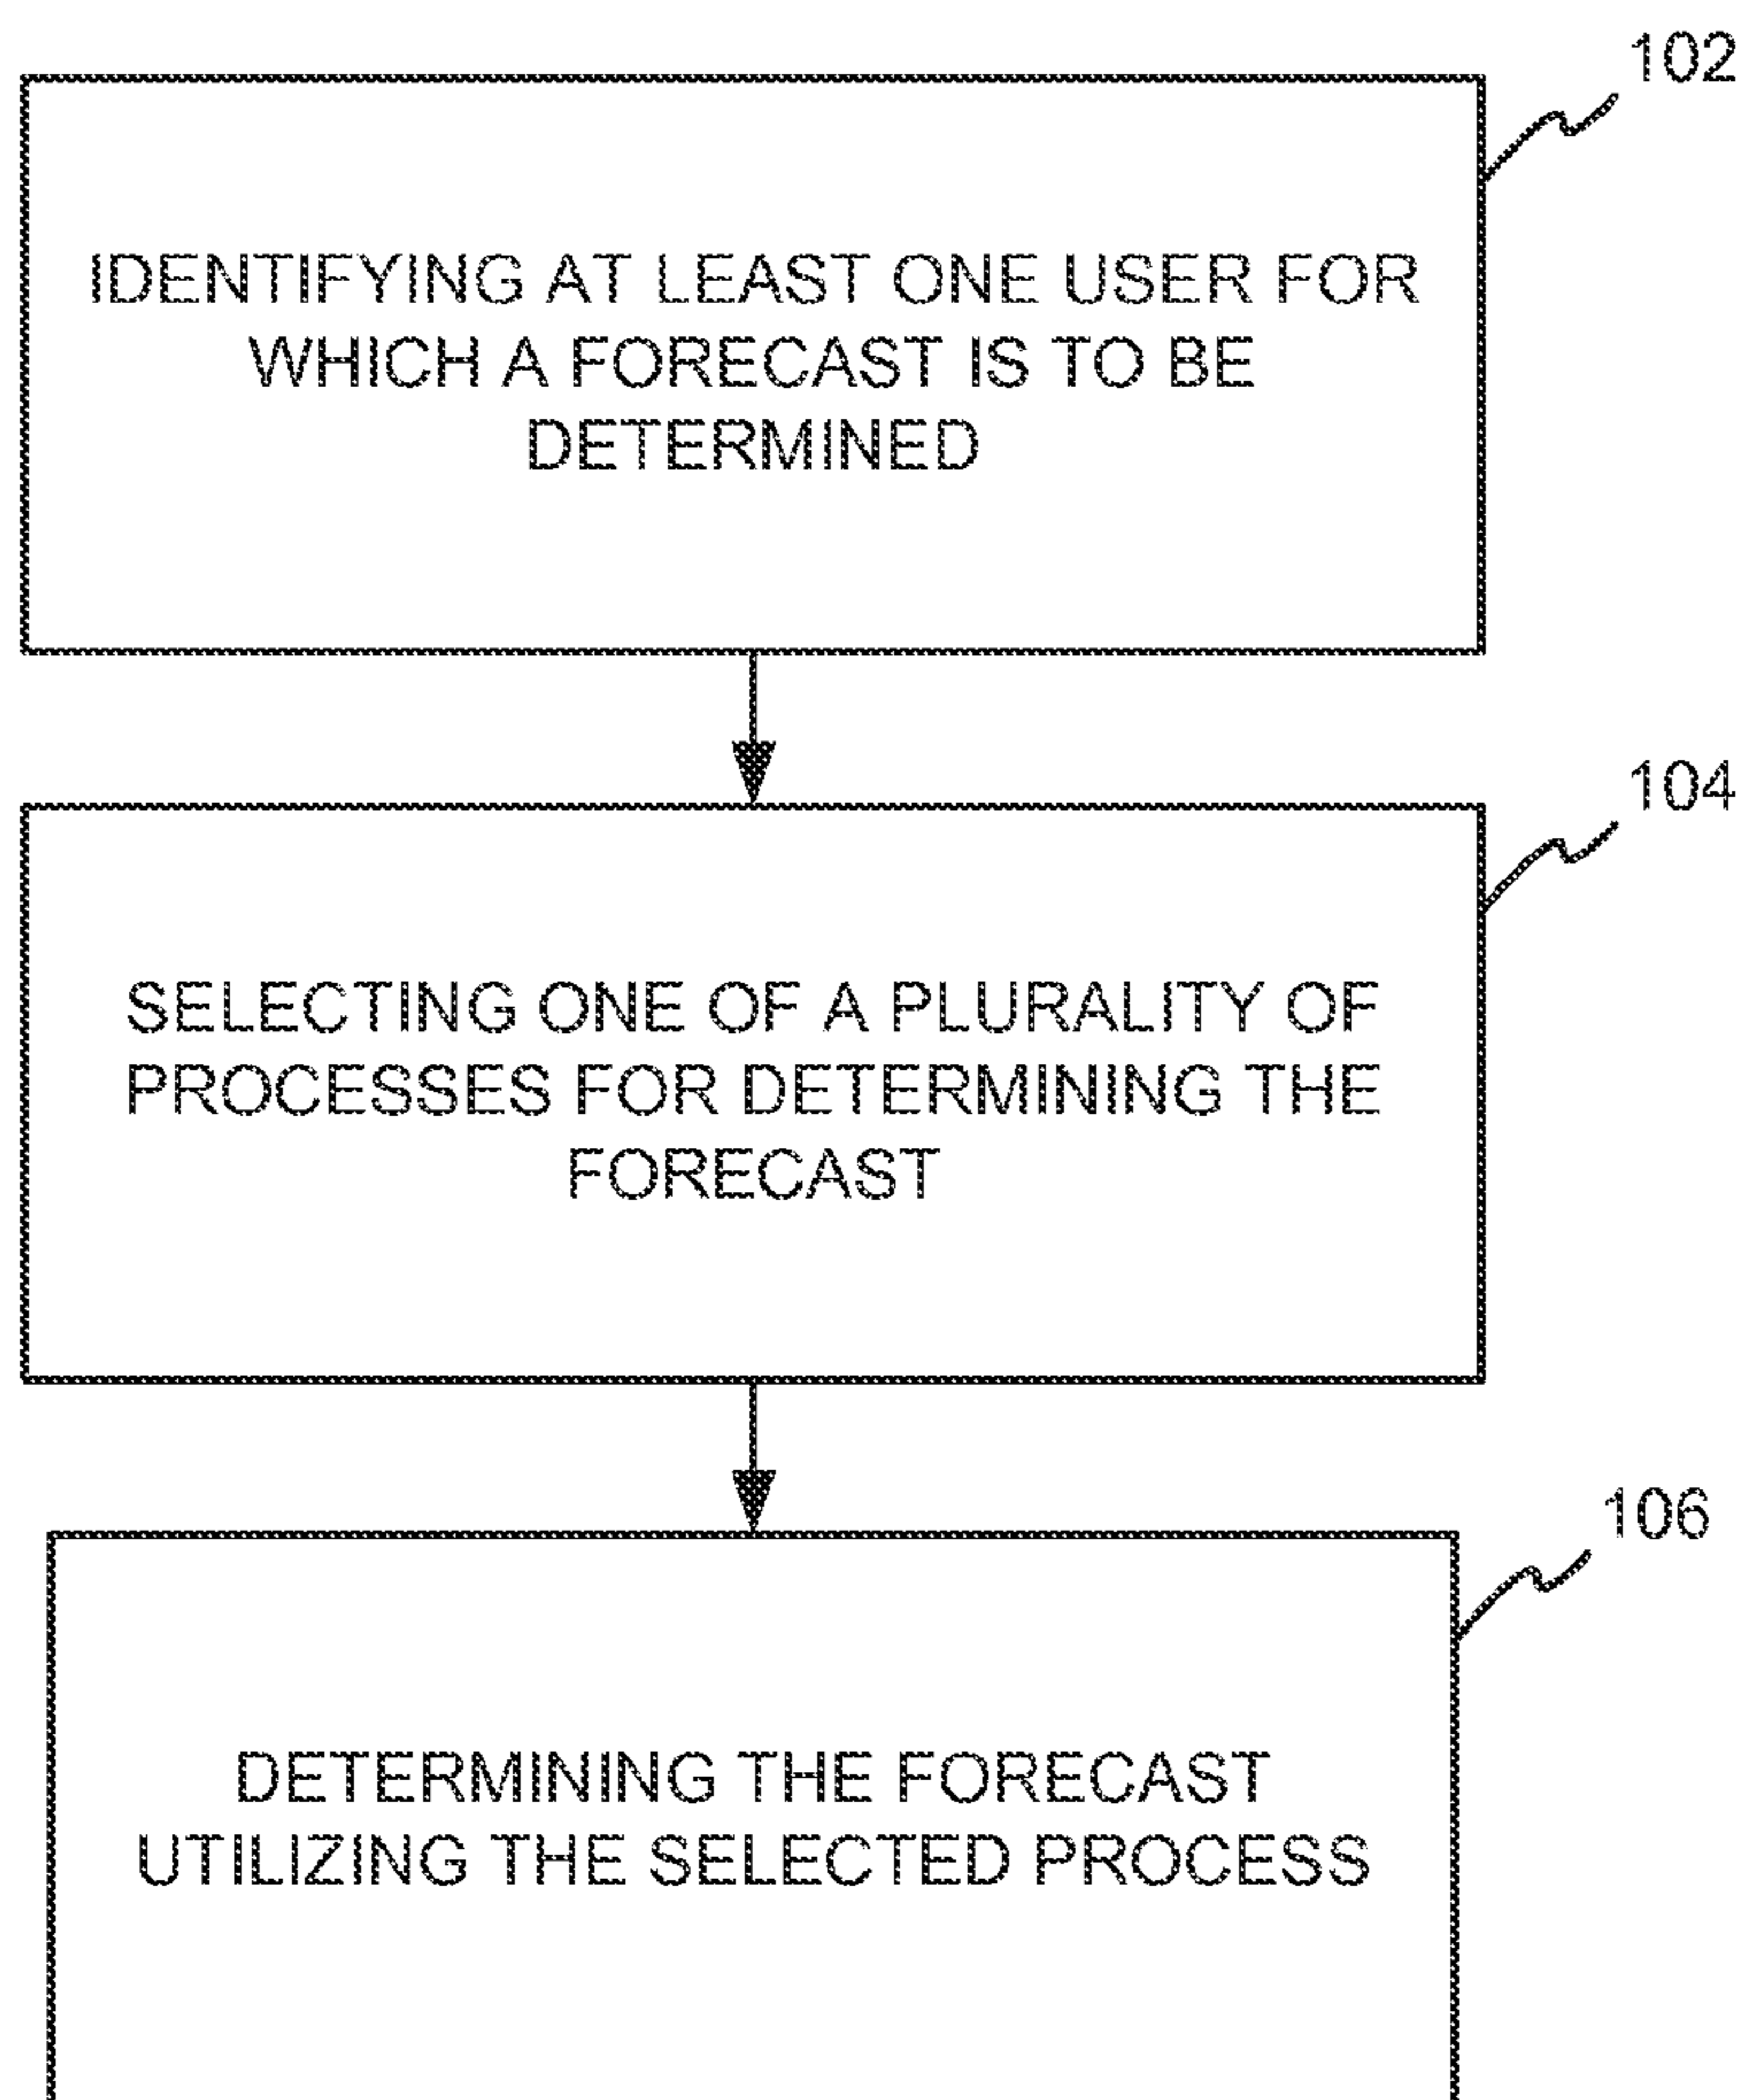 102
IDENTIFYING AT LEAST ONE USER FOR
WHICH A FORECAST IS TO BE
DETERMINED
104
SELECTING ONE OF A PLURALITY OF
PROCESSES FOR DETERMINING THE
FORECAST
106
DETERMINING THE FORECAST
UTILIZING THE SELECTED PROCESS